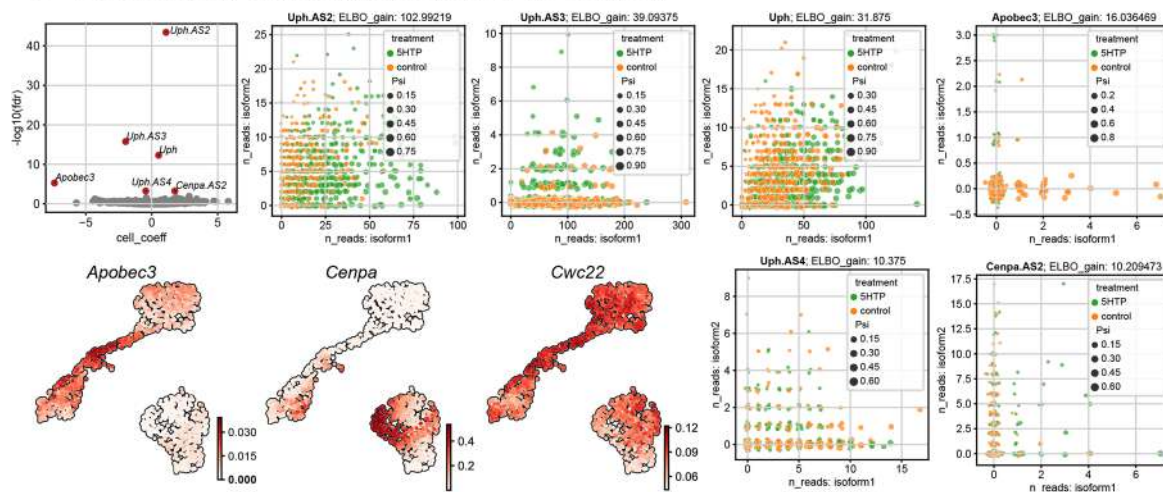 Uph.AS2; ELBO_gain: 102.99219
Uph.AS3; ELBO_gain: 39.09375
Uph; ELBO_gain: 31.875
Apobec3; ELBO_gain: 16.036469
-log10(fdr)
40
30
20
10
0
Uph.AS2
Uph.AS3
Uph
Apobec3
Uph.AS4
Cenpa.AS2
-5
0
5
cell_coeff
n_reads: isoform2
25
20
15
10
5
0
treatment
5HTP
control
Psi
0.15
0.30
0.45
0.60
0.75
0
25
50
75
100
n_reads: isoform1
n_reads: isoform2
10
8
6
4
2
0
treatment
5HTP
control
Psi
0.15
0.30
0.45
0.60
0.75
0.90
0
100
200
300
n_reads: isoform1
n_reads: isoform2
20
15
10
5
0
treatment
5HTP
control
Psi
0.15
0.30
0.45
0.60
0.75
0.90
0
50
100
n_reads: isoform1
n_reads: isoform2
3.0
2.5
2.0
1.5
1.0
0.5
0.0
-0.5
treatment
5HTP
control
Psi
0.2
0.4
0.6
0.8
0
2
4
6
n_reads: isoform1
Apobec3
0.030
0.015
0.000
Cenpa
0.4
0.2
Cwc22
0.12
0.09
0.06
Uph.AS4; ELBO_gain: 10.375
n_reads: isoform2
8
6
4
2
0
treatment
5HTP
control
Psi
0.15
0.30
0.45
0.60
0
5
10
15
n_reads: isoform1
Cenpa.AS2; ELBO_gain: 10.209473
n_reads: isoform2
17.5
15.0
12.5
10.0
7.5
5.0
2.5
0.0
treatment
5HTP
control
Psi
0.15
0.30
0.45
0.60
0
2
4
6
n_reads: isoform1